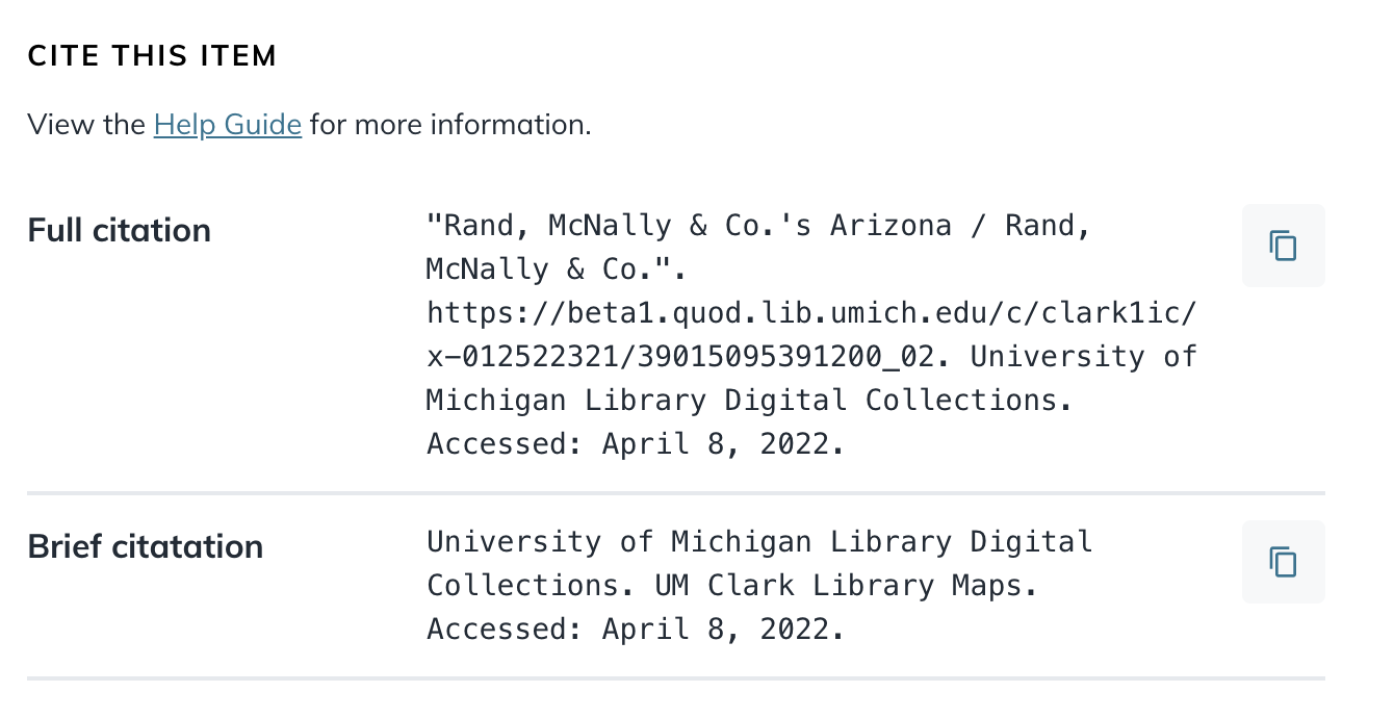 CITE THIS ITEM
View the Help Guide for more information.
Full citation
"Rand, McNally & Co.'s Arizona / Rand,
McNally & Co.".
https://beta1.quod.lib.umich.edu/c/clark1ic/
x-012522321/39015095391200_02. University of
Michigan Library Digital Collections.
Accessed: April 8, 2022.
Brief citatation
University of Michigan Library Digital
Collections. UM Clark Library Maps.
Accessed: April 8, 2022.